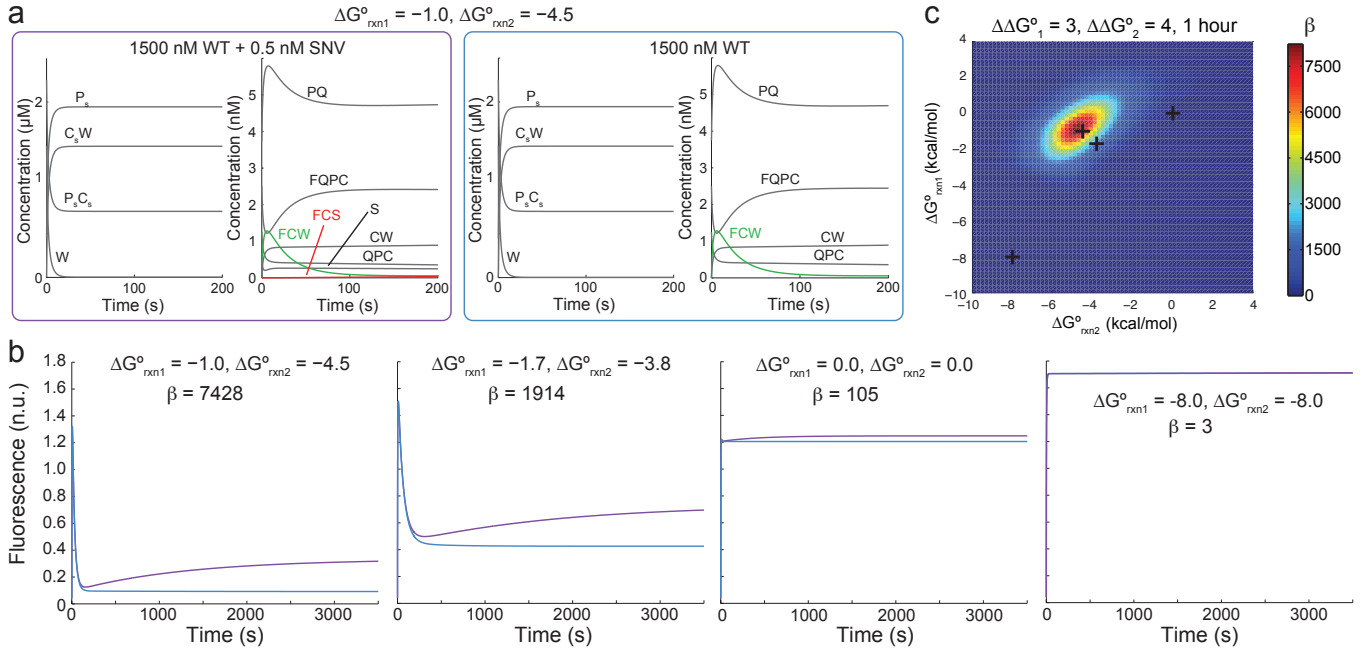 a
ΔG°rxn1 = −1.0, ΔG°rxn2 = −4.5
1500 nM WT + 0.5 nM SNV
Concentration (µM)
2
1
0
Ps
CsW
PsCs
W
0 100 200
Time (s)
Concentration (nM)
5
4
3
2
1
0
PQ
FQPC
FCS
S
FCW
CW
QPC
0 100 200
Time (s)
1500 nM WT
Concentration (µM)
2
1
0
Ps
CsW
PsCs
W
0 100 200
Time (s)
Concentration (nM)
5
4
3
2
1
0
PQ
FQPC
FCW
CW
QPC
0 100 200
Time (s)
c
ΔΔG°1 = 3, ΔΔG°2 = 4, 1 hour
β
ΔG°rxn1 (kcal/mol)
4
2
0
−2
−4
−6
−8
−10
−10 −8 −6 −4 −2 0 2 4
ΔG°rxn2 (kcal/mol)
7500
6000
4500
3000
1500
0
b
Fluorescence (n.u.)
1.8
1.6
1.4
1.2
1.0
0.8
0.6
0.4
0.2
0
ΔG°rxn1 = −1.0, ΔG°rxn2 = −4.5
β = 7428
0 1000 2000 3000
Time (s)
ΔG°rxn1 = −1.7, ΔG°rxn2 = −3.8
β = 1914
0 1000 2000 3000
Time (s)
ΔG°rxn1 = 0.0, ΔG°rxn2 = 0.0
β = 105
0 1000 2000 3000
Time (s)
ΔG°rxn1 = -8.0, ΔG°rxn2 = -8.0
β = 3
0 1000 2000 3000
Time (s)